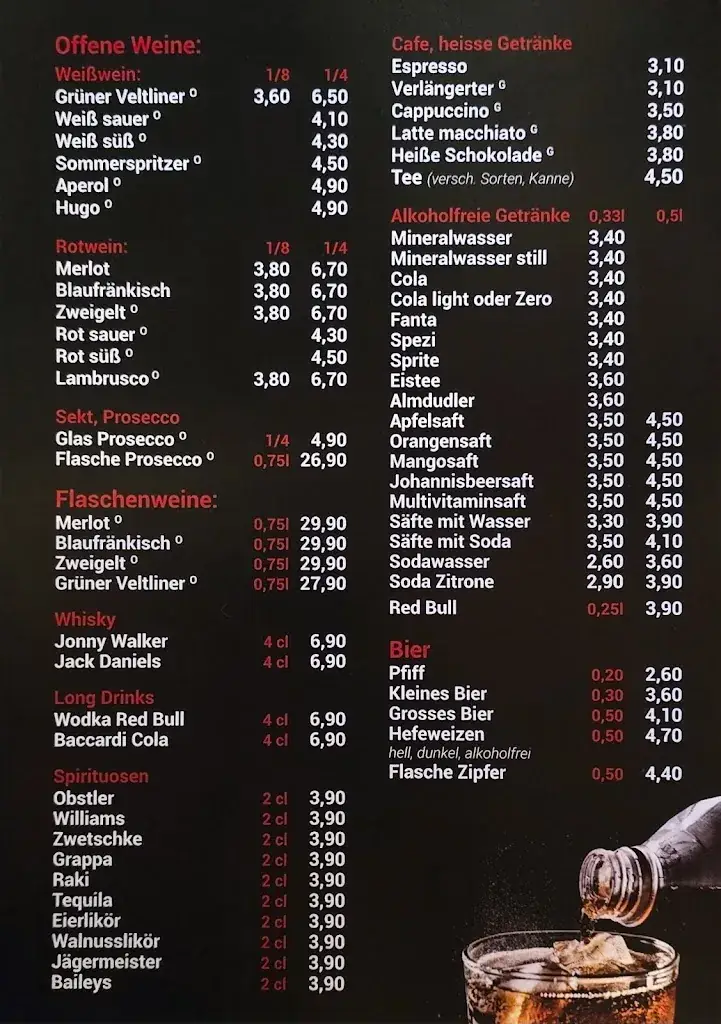 Offene Weine:
Weißwein: 1/8 1/4
Grüner Veltliner O 3,60 6,50
Weiß sauer O 4,10
Weiß süß O 4,30
Sommerspritzer O 4,50
Aperol O 4,90
Hugo O 4,90
Rotwein: 1/8 1/4
Merlot 3,80 6,70
Blaufränkisch 3,80 6,70
Zweigelt O 3,80 6,70
Rot sauer O 4,30
Rot süß O 4,50
Lambrusco O 3,80 6,70
Sekt, Prosecco
Glas Prosecco O 1/4 4,90
Flasche Prosecco O 0,75l 26,90
Flaschenweine:
Merlot O 0,75l 29,90
Blaufränkisch O 0,75l 29,90
Zweigelt O 0,75l 29,90
Grüner Veltliner O 0,75l 27,90
Whisky
Jonny Walker 4 cl 6,90
Jack Daniels 4 cl 6,90
Long Drinks
Wodka Red Bull 4 cl 6,90
Baccardi Cola 4 cl 6,90
Spirituosen
Obstler 2 cl 3,90
Williams 2 cl 3,90
Zwetschke 2 cl 3,90
Grappa 2 cl 3,90
Raki 2 cl 3,90
Tequila 2 cl 3,90
Eierlikör 2 cl 3,90
Walnusslikör 2 cl 3,90
Jägermeister 2 cl 3,90
Baileys 2 cl 3,90
Cafe, heisse Getränke
Espresso 3,10
Verlängerter G 3,10
Cappuccino G 3,50
Latte macchiato G 3,80
Heiße Schokolade G 3,80
Tee (versch. Sorten, Kanne) 4,50
Alkoholfreie Getränke 0,33l 0,5l
Mineralwasser 3,40
Mineralwasser still 3,40
Cola 3,40
Cola light oder Zero 3,40
Fanta 3,40
Spezi 3,40
Sprite 3,40
Eistee 3,60
Almdudler 3,60
Apfelsaft 3,50 4,50
Orangensaft 3,50 4,50
Mangosaft 3,50 4,50
Johannisbeersaft 3,50 4,50
Multivitaminsaft 3,50 4,50
Säfte mit Wasser 3,30 3,90
Säfte mit Soda 3,50 4,10
Sodawasser 2,60 3,60
Soda Zitrone 2,90 3,90
Red Bull 0,25l 3,90
Bier
Pfiff 0,20 2,60
Kleines Bier 0,30 3,60
Grosses Bier 0,50 4,10
Hefeweizen 0,50 4,70
hell, dunkel, alkoholfrei
Flasche Zipfer 0,50 4,40